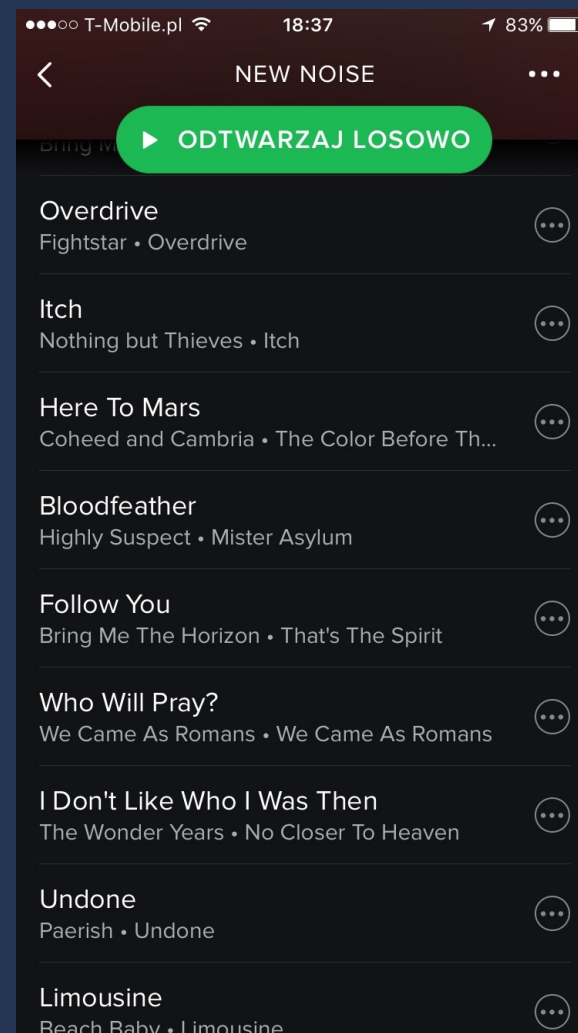 T-Mobile.pl 18:37 83%
NEW NOISE
ODTWARZAJ LOSOWO
Bring M
Overdrive
Fightstar • Overdrive
Itch
Nothing but Thieves • Itch
Here To Mars
Coheed and Cambria • The Color Before Th...
Bloodfeather
Highly Suspect • Mister Asylum
Follow You
Bring Me The Horizon • That's The Spirit
Who Will Pray?
We Came As Romans • We Came As Romans
I Don't Like Who I Was Then
The Wonder Years • No Closer To Heaven
Undone
Paerish • Undone
Limousine
Beach Baby • Limousine